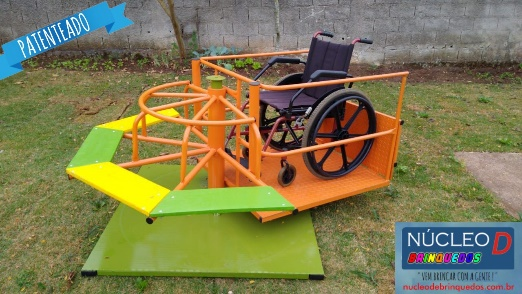 PATENTEADO
NÚCLEO D
BRINQUEDOS
"VEM BRINCAR COM A GENTE!"
nucleodebrinquedos.com.br